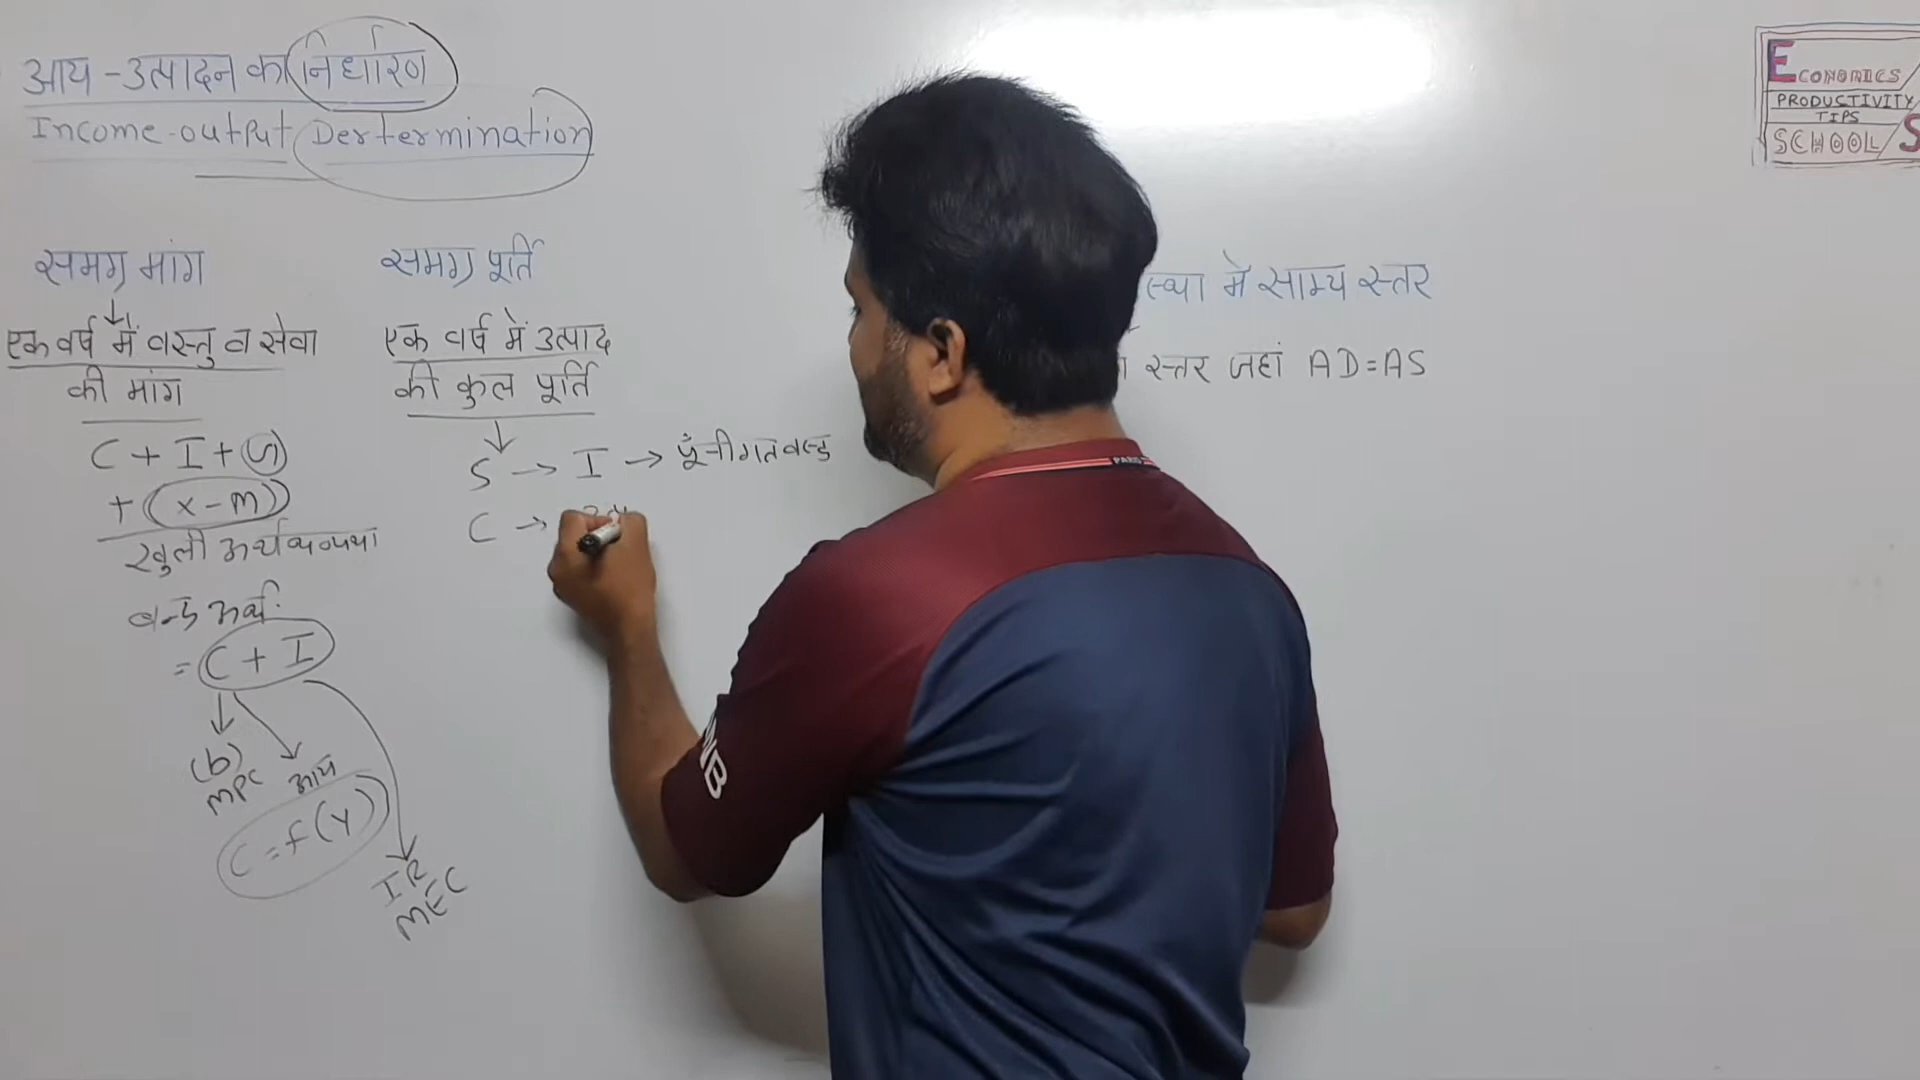 आय-उत्पादन का निर्धारण
Income-output Dertermination
समग्र मांग
एक वर्ष में वस्तु व सेवा
की मांग
C + I + G
+ (x-m)
खुली अर्थव्यवस्था
बन्द अर्थ.
= C + I
(b)
MPC
आय
C = f(Y)
IR
MEC
समग्र पूर्ति
एक वर्ष में उत्पाद
की कुल पूर्ति
S → I → पूँजीगत वस्तु
C →
में साम्य स्तर
स्तर जहां AD=AS
ECONOMICS
PRODUCTIVITY
TIPS
SCHOOL
PARIS